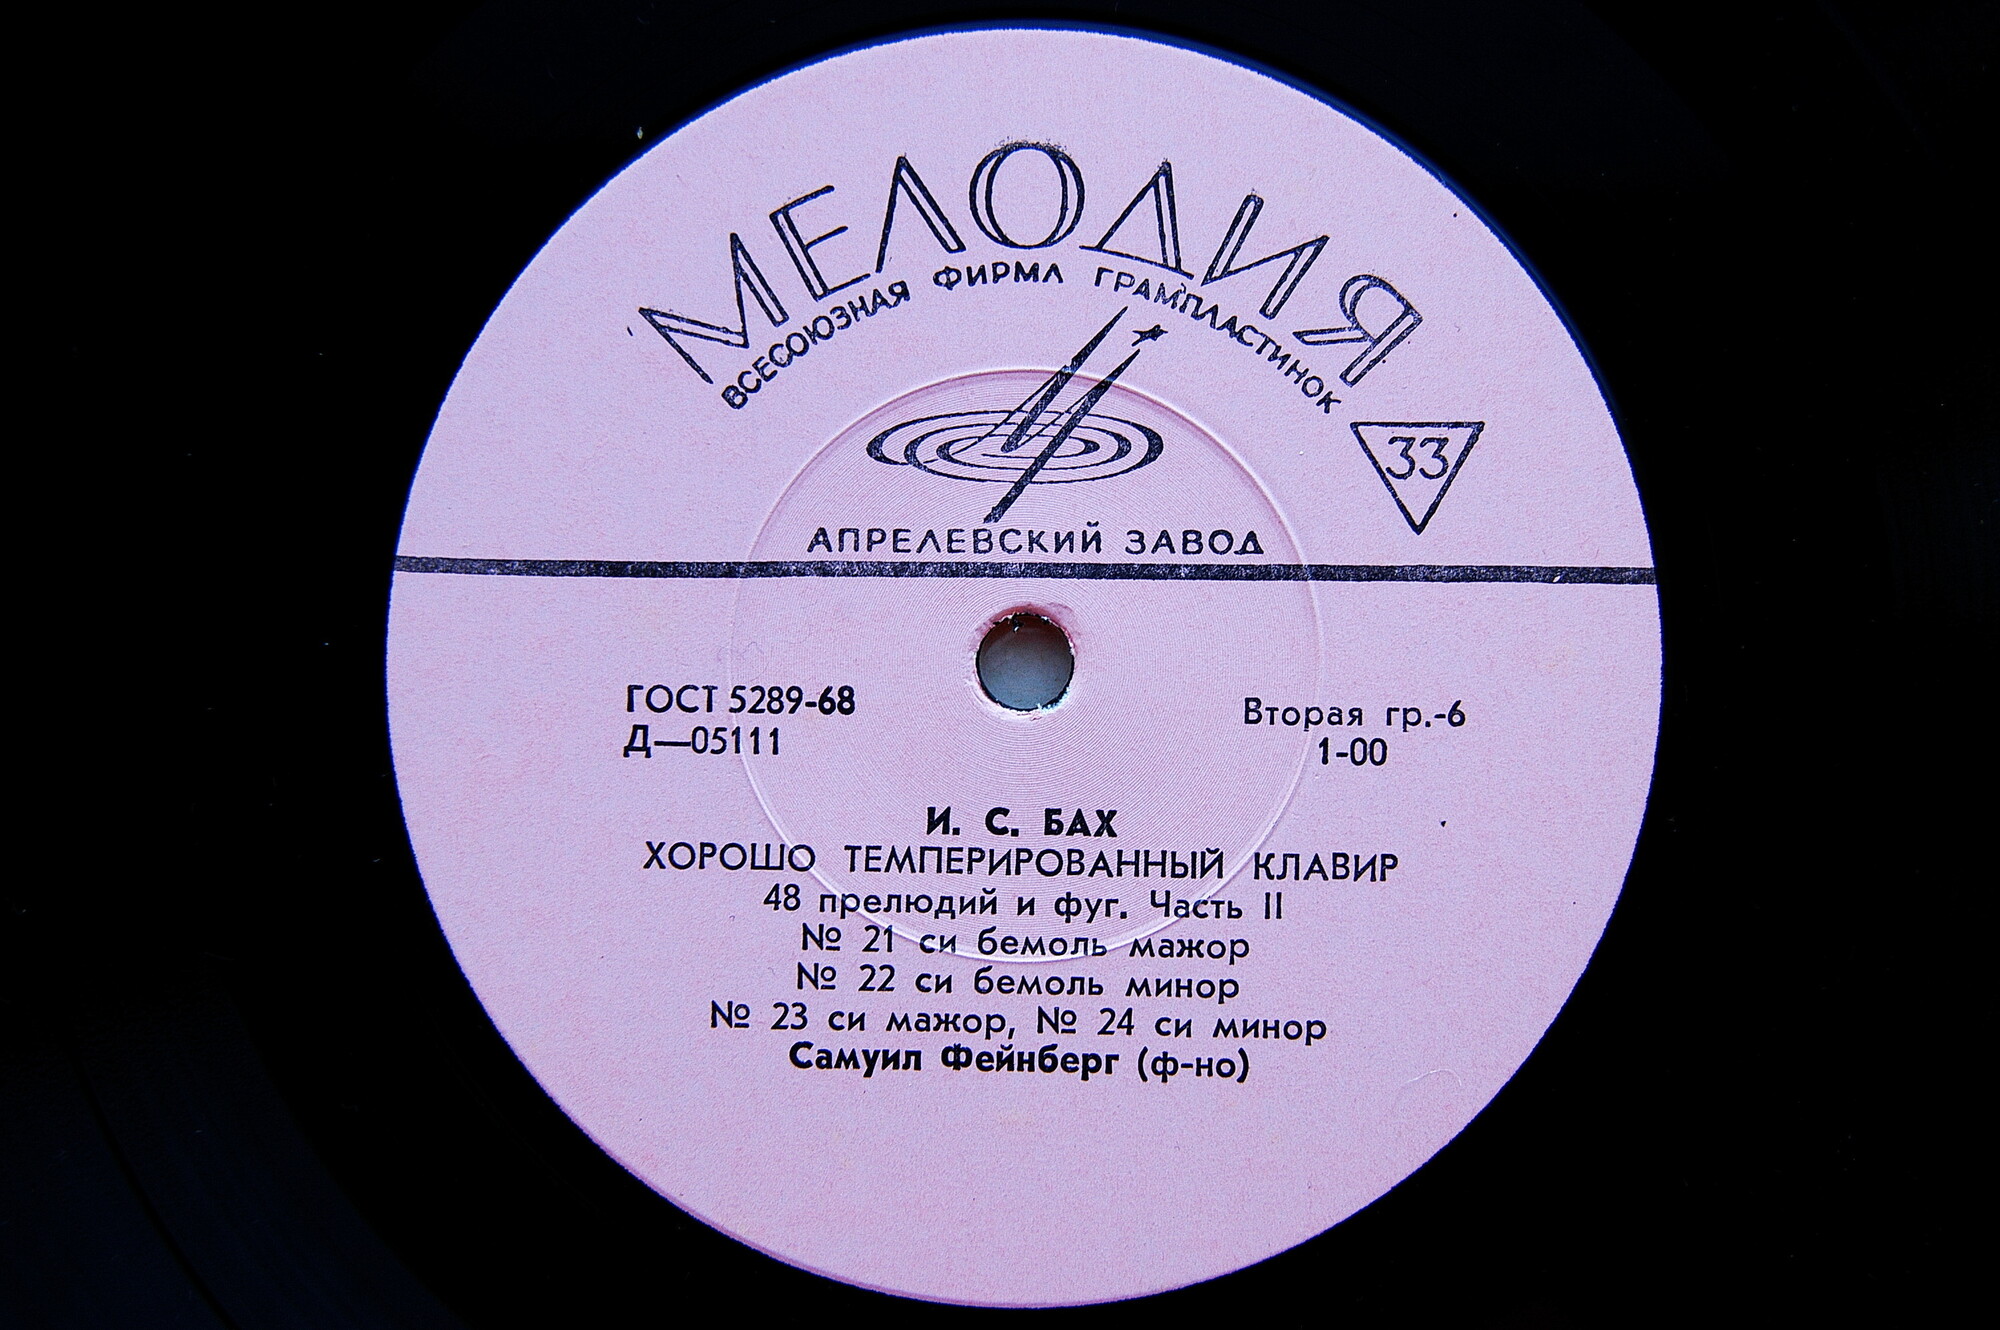 МЕЛОДИЯ
ВСЕСОЮЗНАЯ ФИРМА ГРАМПЛАСТИНОК
33
АПРЕЛЕВСКИЙ ЗАВОД
ГОСТ 5289-68
Д—05111
Вторая гр.-6
1-00
И. С. БАХ
ХОРОШО ТЕМПЕРИРОВАННЫЙ КЛАВИР
48 прелюдий и фуг. Часть II
№ 21 си бемоль мажор
№ 22 си бемоль минор
№ 23 си мажор, № 24 си минор
Самуил Фейнберг (ф-но)